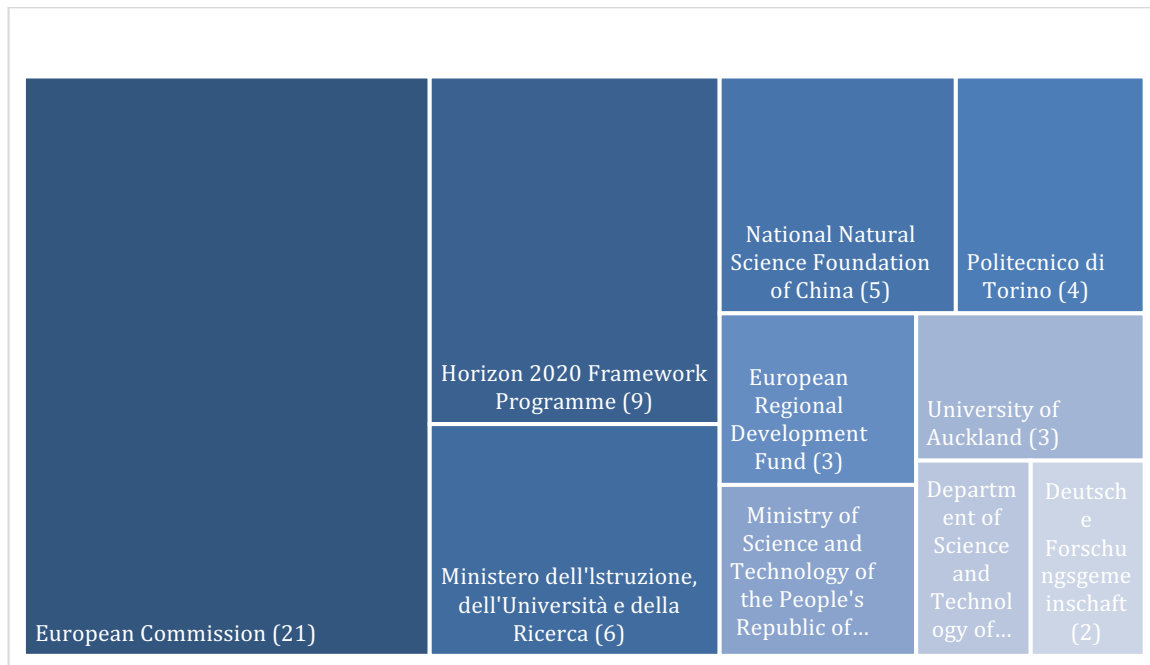 European Commission (21)
Horizon 2020 Framework
Programme (9)
Ministero dell'Istruzione,
dell'Università e della
Ricerca (6)
National Natural
Science Foundation
of China (5)
Politecnico di
Torino (4)
European
Regional
Development
Fund (3)
Ministry of
Science and
Technology of
the People's
Republic of...
University of
Auckland (3)
Departm
ent of
Science
and
Technol
ogy of...
Deutsch
e
Forschu
ngsgeme
inschaft
(2)